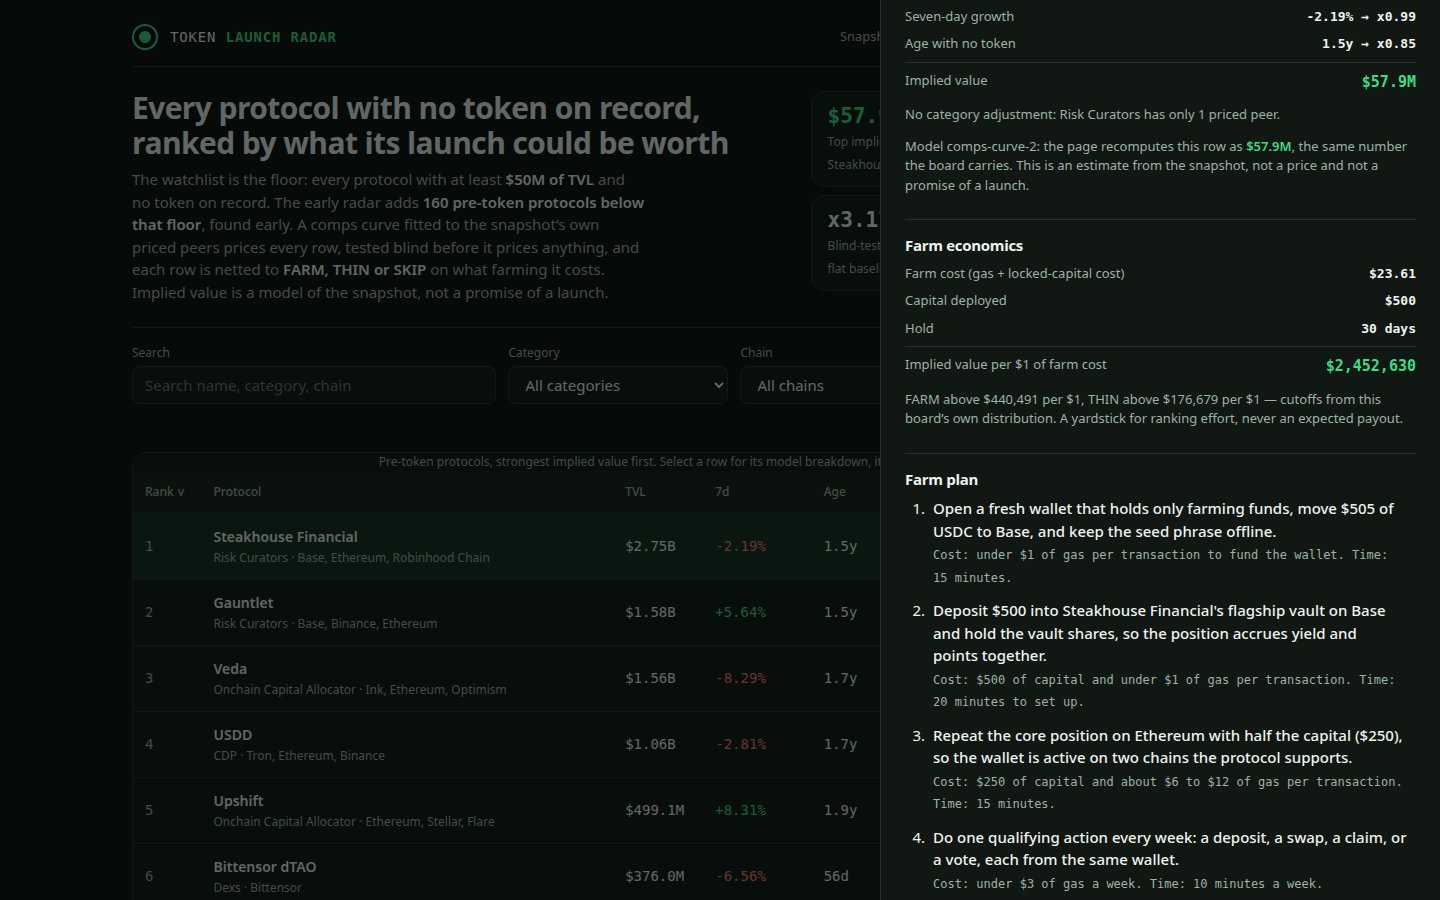 TOKEN LAUNCH RADAR
Every protocol with no token on record,
ranked by what its launch could be worth
The watchlist is the floor: every protocol with at least $50M of TVL and
no token on record. The early radar adds 160 pre-token protocols below
that floor, found early. A comps curve fitted to the snapshot's own
priced peers prices every row, tested blind before it prices anything, and
each row is netted to FARM, THIN or SKIP on what farming it costs.
Implied value is a model of the snapshot, not a promise of a launch.
Search
Category
Chain
Search name, category, chain
All categories
All chains
Pre-token protocols, strongest implied value first. Select a row for its model breakdown,
Rank v Protocol TVL 7d Age
1 Steakhouse Financial $2.75B -2.19% 1.5y
Risk Curators · Base, Ethereum, Robinhood Chain
2 Gauntlet $1.58B +5.64% 1.5y
Risk Curators · Base, Binance, Ethereum
3 Veda $1.56B -8.29% 1.7y
Onchain Capital Allocator · Ink, Ethereum, Optimism
4 USDD $1.06B -2.81% 1.7y
CDP · Tron, Ethereum, Binance
5 Upshift $499.1M +8.31% 1.9y
Onchain Capital Allocator · Ethereum, Stellar, Flare
6 Bittensor dTAO $376.0M -6.56% 56d
Dexs · Bittensor
Seven-day growth -2.19% → x0.99
Age with no token 1.5y → x0.85
Implied value $57.9M
No category adjustment: Risk Curators has only 1 priced peer.
Model comps-curve-2: the page recomputes this row as $57.9M, the same number
the board carries. This is an estimate from the snapshot, not a price and not a
promise of a launch.
Farm economics
Farm cost (gas + locked-capital cost) $23.61
Capital deployed $500
Hold 30 days
Implied value per $1 of farm cost $2,452,630
FARM above $440,491 per $1, THIN above $176,679 per $1 — cutoffs from this
board's own distribution. A yardstick for ranking effort, never an expected payout.
Farm plan
1. Open a fresh wallet that holds only farming funds, move $505 of
USDC to Base, and keep the seed phrase offline.
Cost: under $1 of gas per transaction to fund the wallet. Time:
15 minutes.
2. Deposit $500 into Steakhouse Financial's flagship vault on Base
and hold the vault shares, so the position accrues yield and
points together.
Cost: $500 of capital and under $1 of gas per transaction. Time:
20 minutes to set up.
3. Repeat the core position on Ethereum with half the capital ($250),
so the wallet is active on two chains the protocol supports.
Cost: $250 of capital and about $6 to $12 of gas per transaction.
Time: 15 minutes.
4. Do one qualifying action every week: a deposit, a swap, a claim, or
a vote, each from the same wallet.
Cost: under $3 of gas a week. Time: 10 minutes a week.